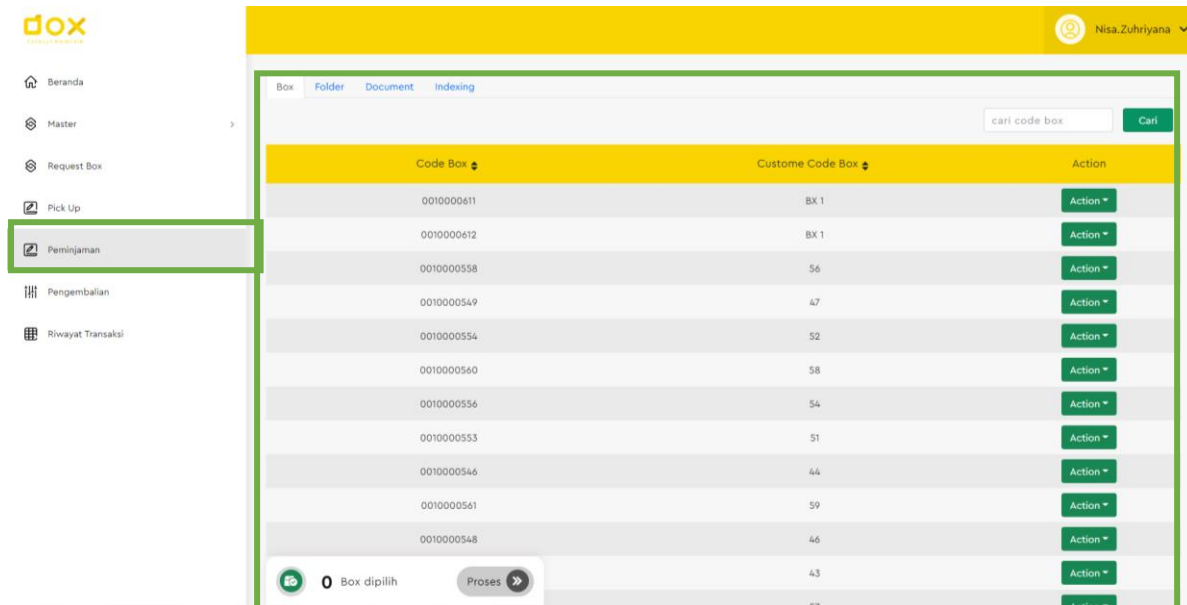 dox
Nisa.Zuhriyana
Beranda
Master
Request Box
Pick Up
Peminjaman
Pengembalian
Riwayat Transaksi
Box Folder Document Indexing
cari code box Cari
Code Box Custome Code Box Action
0010000611 BX 1 Action
0010000612 BX 1 Action
0010000558 56 Action
0010000549 47 Action
0010000554 52 Action
0010000560 58 Action
0010000556 54 Action
0010000553 51 Action
0010000546 44 Action
0010000561 59 Action
0010000548 46 Action
43 Action
0 Box dipilih Proses